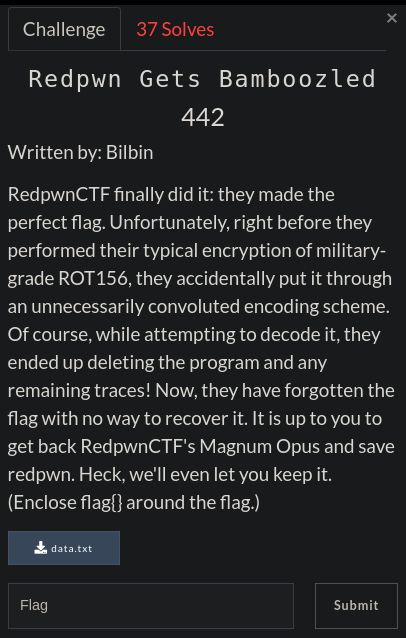 Challenge 37 Solves ×
Redpwn Gets Bamboozled
442
Written by: Bilbin
RedpwnCTF finally did it: they made the
perfect flag. Unfortunately, right before they
performed their typical encryption of military-
grade ROT156, they accidentally put it through
an unnecessarily convoluted encoding scheme.
Of course, while attempting to decode it, they
ended up deleting the program and any
remaining traces! Now, they have forgotten the
flag with no way to recover it. It is up to you to
get back RedpwnCTF's Magnum Opus and save
redpwn. Heck, we'll even let you keep it.
(Enclose flag{} around the flag.)
data.txt
Flag Submit